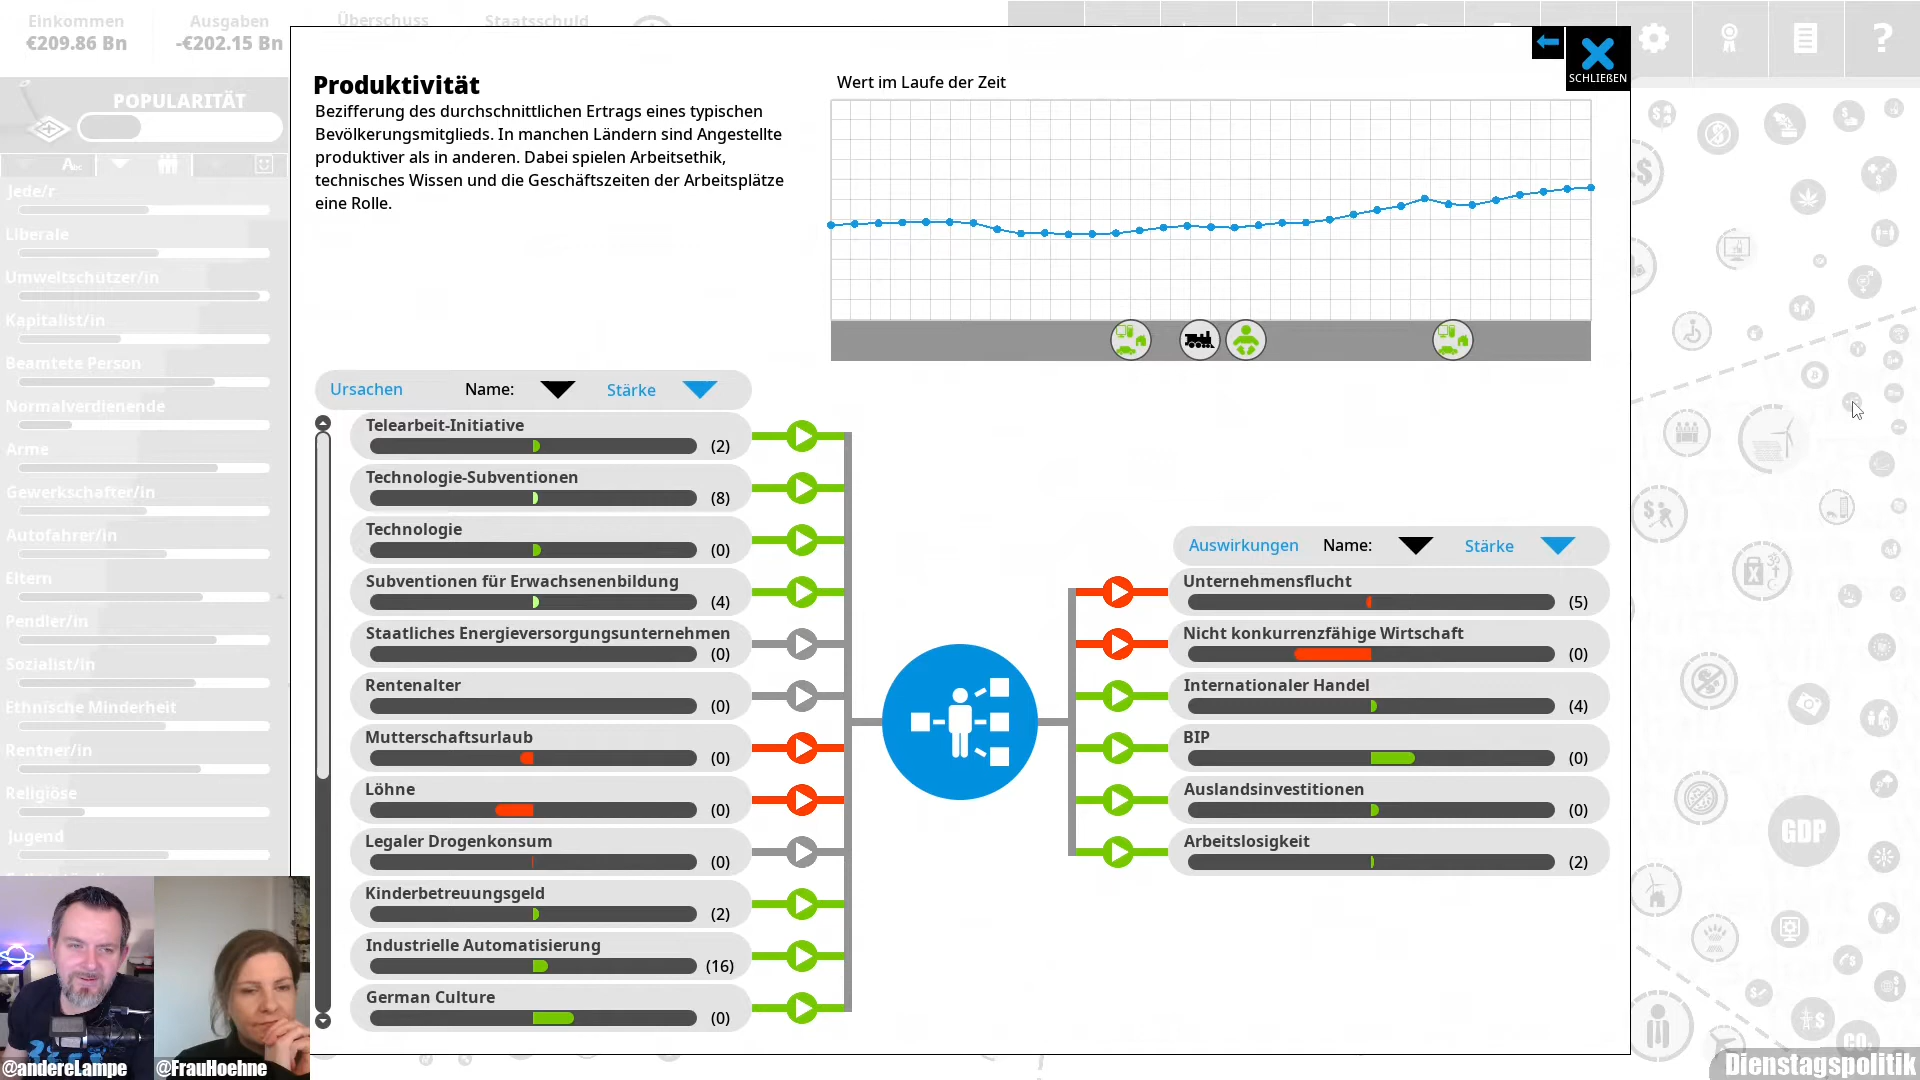 Einkommen
€209.86 Bn
Ausgaben
-€202.15 Bn
Überschuss
Staatsschuld
SCHLIEßEN
POPULARITÄT
Jede/r
Liberale
Umweltschützer/in
Kapitalist/in
Beamtete Person
Normalverdienende
Arme
Gewerkschafter/in
Autofahrer/in
Eltern
Pendler/in
Sozialist/in
Ethnische Minderheit
Rentner/in
Religiöse
Jugend
Produktivität
Bezifferung des durchschnittlichen Ertrags eines typischen
Bevölkerungsmitglieds. In manchen Ländern sind Angestellte
produktiver als in anderen. Dabei spielen Arbeitsethik,
technisches Wissen und die Geschäftszeiten der Arbeitsplätze
eine Rolle.
Wert im Laufe der Zeit
Ursachen Name: Stärke
Telearbeit-Initiative
(2)
Technologie-Subventionen
(8)
Technologie
(0)
Subventionen für Erwachsenenbildung
(4)
Staatliches Energieversorgungsunternehmen
(0)
Rentenalter
(0)
Mutterschaftsurlaub
(0)
Löhne
(0)
Legaler Drogenkonsum
(0)
Kinderbetreuungsgeld
(2)
Industrielle Automatisierung
(16)
German Culture
(0)
Auswirkungen Name: Stärke
Unternehmensflucht
(5)
Nicht konkurrenzfähige Wirtschaft
(0)
Internationaler Handel
(4)
BIP
(0)
Auslandsinvestitionen
(0)
Arbeitslosigkeit
(2)
GDP
@andereLampe
@FrauHoehne
Dienstagspolitik